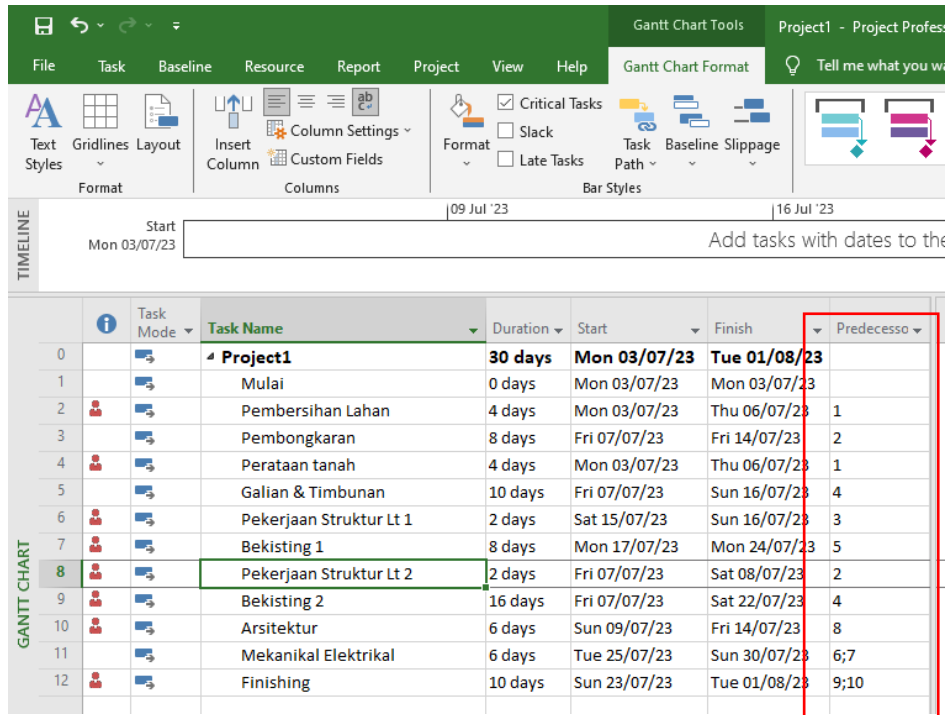 Gantt Chart Tools Project1 - Project Profess
File Task Baseline Resource Report Project View Help Gantt Chart Format Tell me what you wa
Text Styles
Gridlines
Layout
Format
Insert Column
Column Settings
Custom Fields
Columns
Format
Critical Tasks
Slack
Late Tasks
Task Path
Baseline
Slippage
Bar Styles
TIMELINE
09 Jul '23 16 Jul '23
Start
Mon 03/07/23
Add tasks with dates to the
GANTT CHART
Task Mode Task Name Duration Start Finish Predecesso
0 Project1 30 days Mon 03/07/23 Tue 01/08/23
1 Mulai 0 days Mon 03/07/23 Mon 03/07/23
2 Pembersihan Lahan 4 days Mon 03/07/23 Thu 06/07/23 1
3 Pembongkaran 8 days Fri 07/07/23 Fri 14/07/23 2
4 Perataan tanah 4 days Mon 03/07/23 Thu 06/07/23 1
5 Galian & Timbunan 10 days Fri 07/07/23 Sun 16/07/23 4
6 Pekerjaan Struktur Lt 1 2 days Sat 15/07/23 Sun 16/07/23 3
7 Bekisting 1 8 days Mon 17/07/23 Mon 24/07/23 5
8 Pekerjaan Struktur Lt 2 2 days Fri 07/07/23 Sat 08/07/23 2
9 Bekisting 2 16 days Fri 07/07/23 Sat 22/07/23 4
10 Arsitektur 6 days Sun 09/07/23 Fri 14/07/23 8
11 Mekanikal Elektrikal 6 days Tue 25/07/23 Sun 30/07/23 6;7
12 Finishing 10 days Sun 23/07/23 Tue 01/08/23 9;10